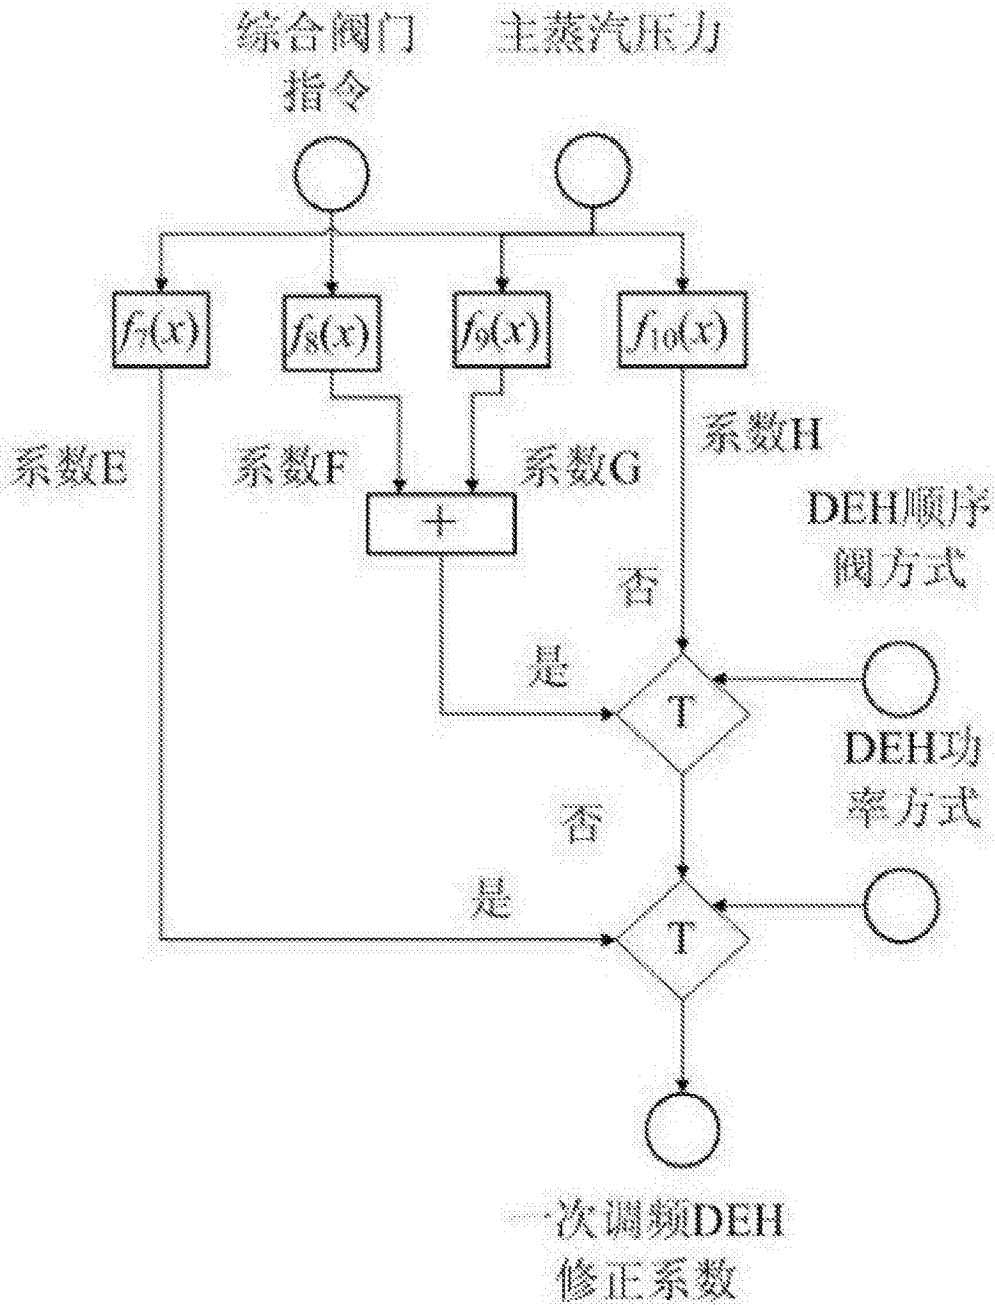 综合阀门
指令
主蒸汽压力
f7(x)
f8(x)
f9(x)
f10(x)
系数E
系数F
系数G
系数H
+
DEH顺序
阀方式
否
是
T
DEH功
率方式
否
是
T
一次调频DEH
修正系数